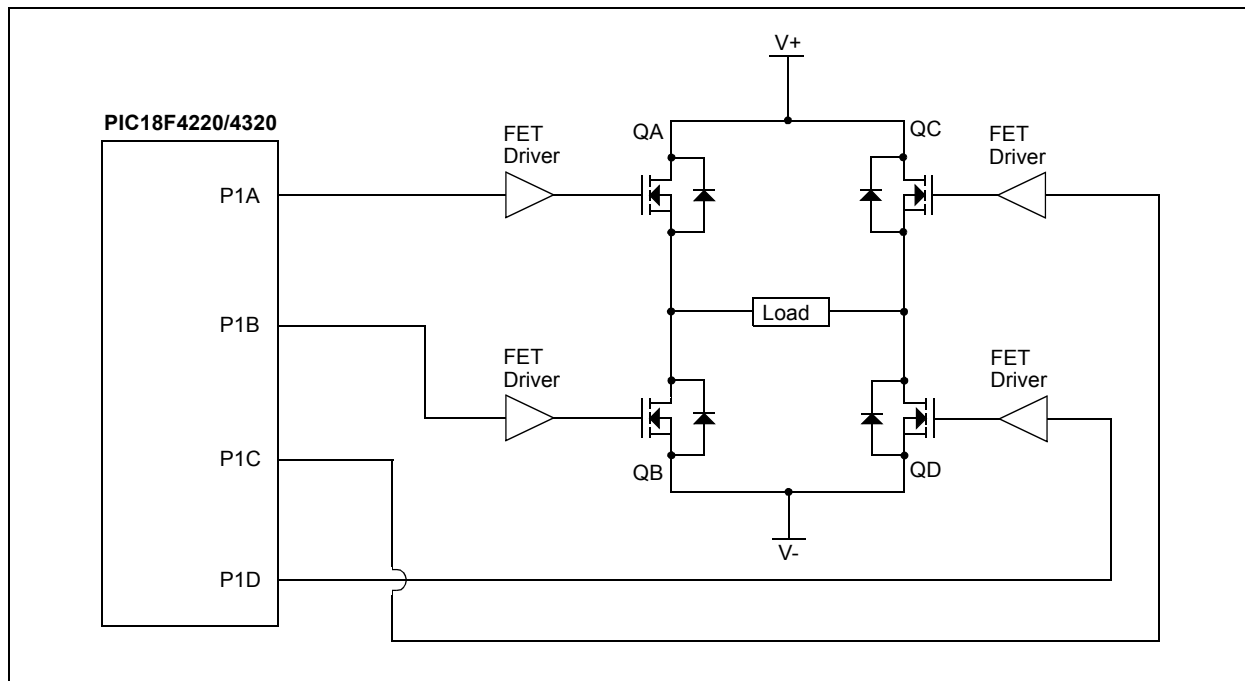 V+
PIC18F4220/4320
FET
Driver
QA
QC
FET
Driver
P1A
P1B
Load
FET
Driver
FET
Driver
P1C
QB
QD
V-
P1D